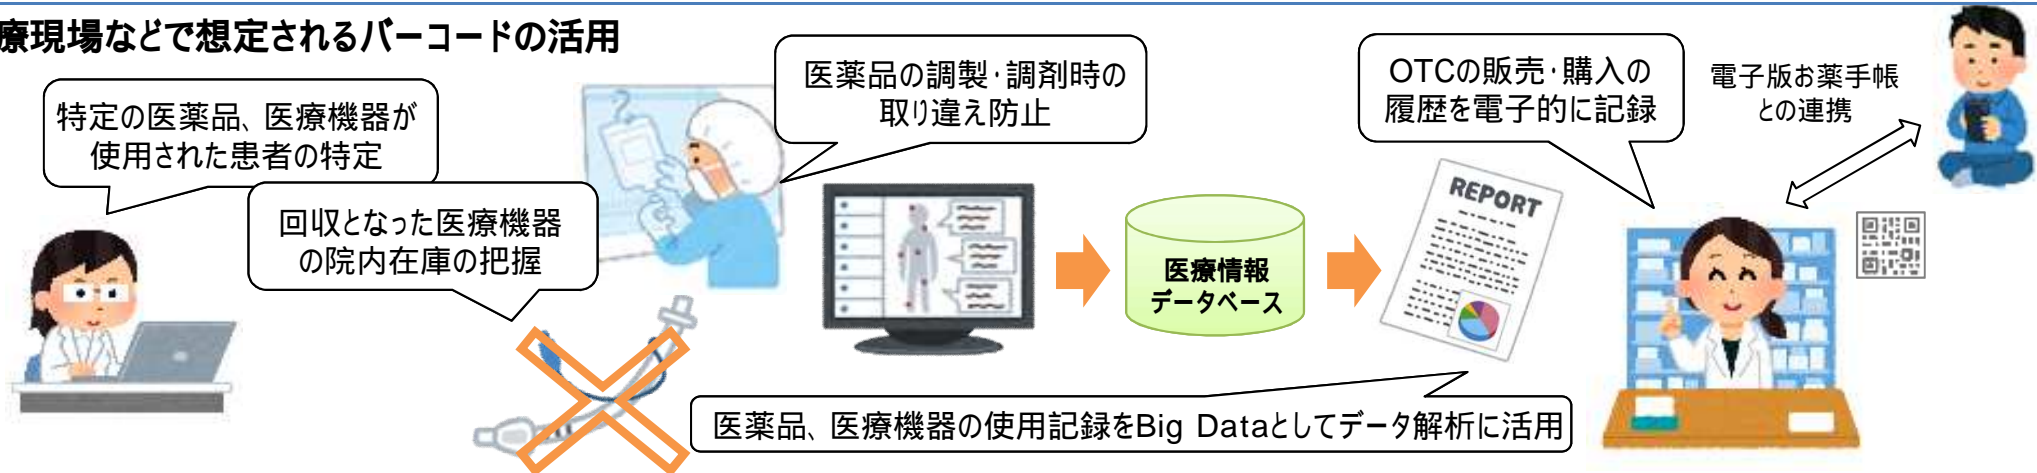 療現場などで想定されるバーコードの活用
特定の医薬品、医療機器が
使用された患者の特定
回収となった医療機器
の院内在庫の把握
医薬品の調製･調剤時の
取り違え防止
医療情報
データベース
REPORT
OTCの販売･購入の
履歴を電子的に記録
電子版お薬手帳
との連携
医薬品、医療機器の使用記録をBig Dataとしてデータ解析に活用